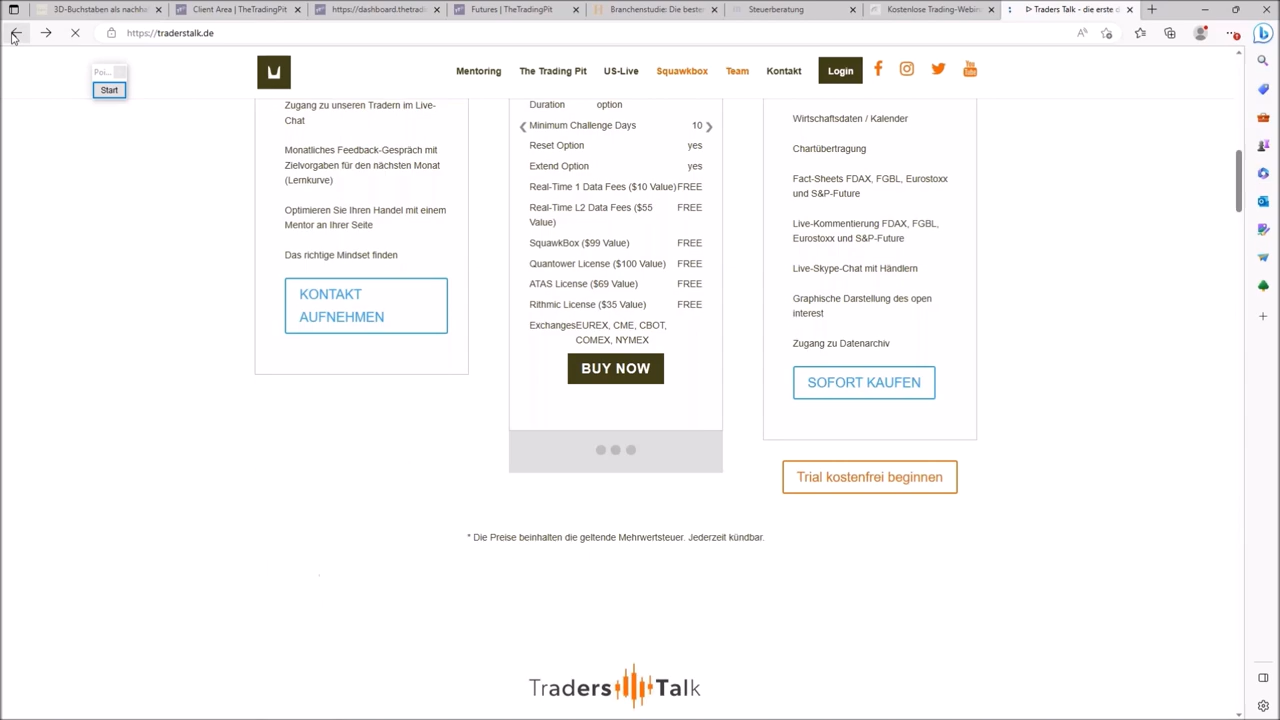 3D-Buchstaben als nachha
Client Area | TheTradingPit
https://dashboard.thetradi
Futures | TheTradingPit
Branchenstudie: Die bester
Steuerberatung
Kostenlose Trading-Webin
Traders Talk - die erste d
https://traderstalk.de
Poi...
Start
Mentoring
The Trading Pit
US-Live
Squawkbox
Team
Kontakt
Login
Zugang zu unseren Tradern im Live-
Chat
Monatliches Feedback-Gespräch mit
Zielvorgaben für den nächsten Monat
(Lernkurve)
Optimieren Sie Ihren Handel mit einem
Mentor an Ihrer Seite
Das richtige Mindset finden
KONTAKT
AUFNEHMEN
Duration option
Minimum Challenge Days 10
Reset Option yes
Extend Option yes
Real-Time 1 Data Fees ($10 Value) FREE
Real-Time L2 Data Fees ($55 FREE
Value)
SquawkBox ($99 Value) FREE
Quantower License ($100 Value) FREE
ATAS License ($69 Value) FREE
Rithmic License ($35 Value) FREE
ExchangesEUREX, CME, CBOT,
COMEX, NYMEX
BUY NOW
Wirtschaftsdaten / Kalender
Chartübertragung
Fact-Sheets FDAX, FGBL, Eurostoxx
und S&P-Future
Live-Kommentierung FDAX, FGBL,
Eurostoxx und S&P-Future
Live-Skype-Chat mit Händlern
Graphische Darstellung des open
interest
Zugang zu Datenarchiv
SOFORT KAUFEN
Trial kostenfrei beginnen
* Die Preise beinhalten die geltende Mehrwertsteuer. Jederzeit kündbar.
Traders Talk